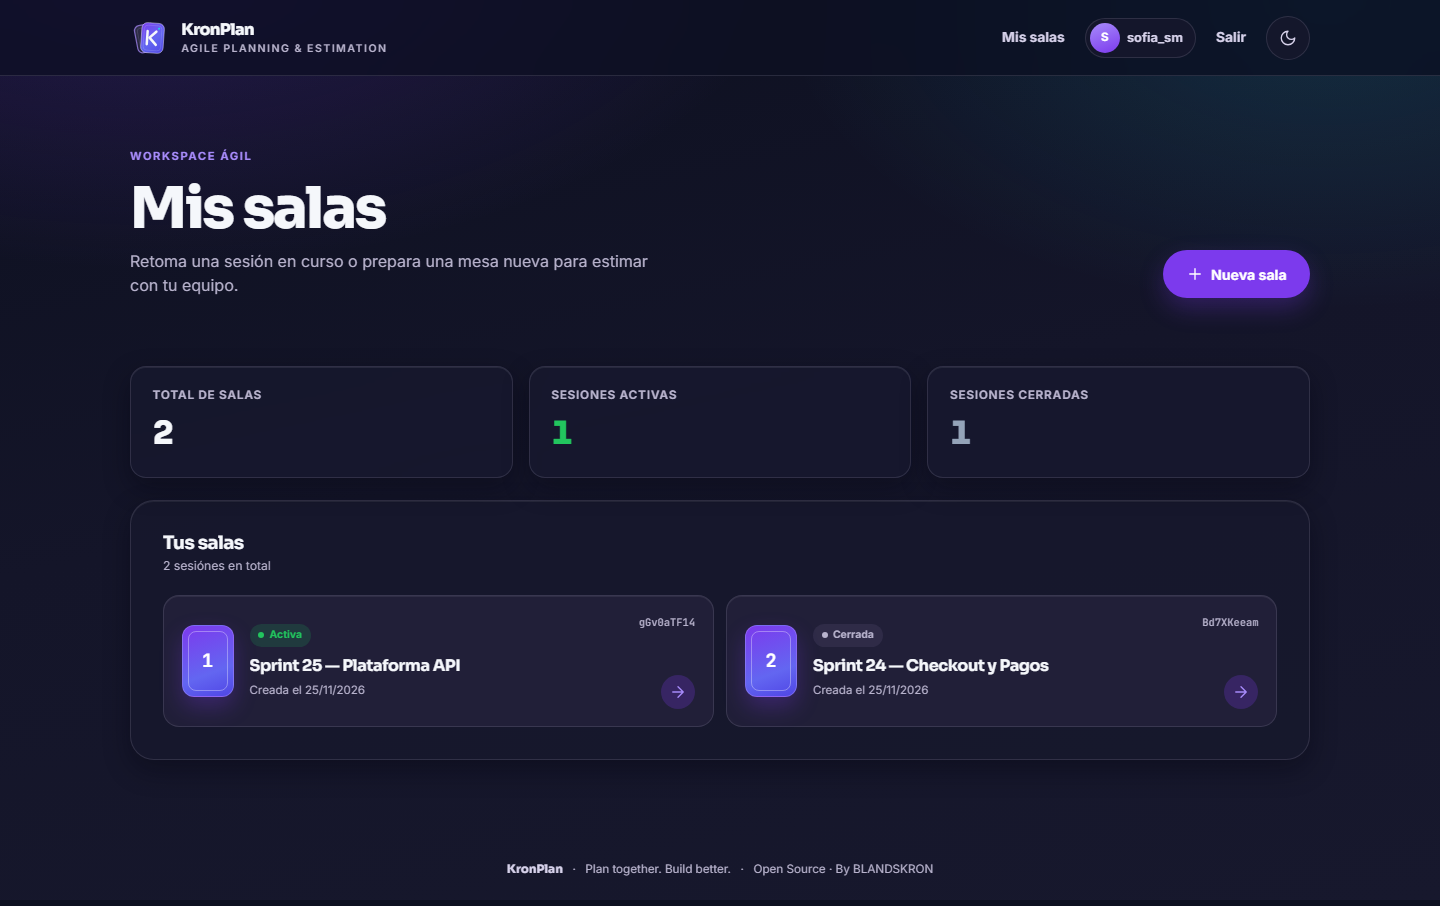 KronPlan
AGILE PLANNING & ESTIMATION
Mis salas
S
sofia_sm
Salir
WORKSPACE ÁGIL
Mis salas
Retoma una sesión en curso o prepara una mesa nueva para estimar
con tu equipo.
+ Nueva sala
TOTAL DE SALAS
2
SESIONES ACTIVAS
1
SESIONES CERRADAS
1
Tus salas
2 sesiónes en total
1
Activa
gGv0aTF14
Sprint 25 — Plataforma API
Creada el 25/11/2026
2
Cerrada
Bd7XKeeam
Sprint 24 — Checkout y Pagos
Creada el 25/11/2026
KronPlan · Plan together. Build better. · Open Source · By BLANDSKRON